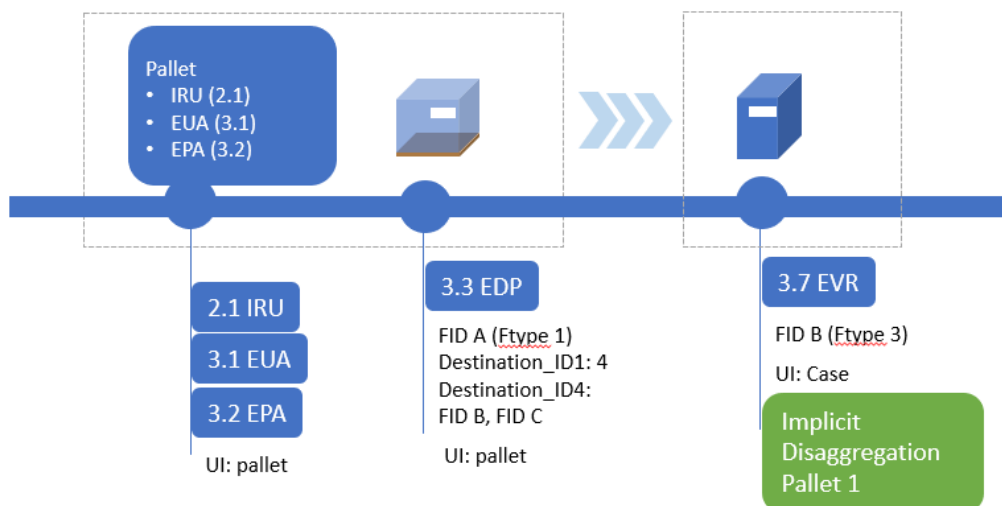 Pallet
• IRU (2.1)
• EUA (3.1)
• EPA (3.2)
2.1 IRU
3.1 EUA
3.2 EPA
UI: pallet
3.3 EDP
FID A (Ftype 1)
Destination_ID1: 4
Destination_ID4:
FID B, FID C
UI: pallet
3.7 EVR
FID B (Ftype 3)
UI: Case
Implicit
Disaggregation
Pallet 1